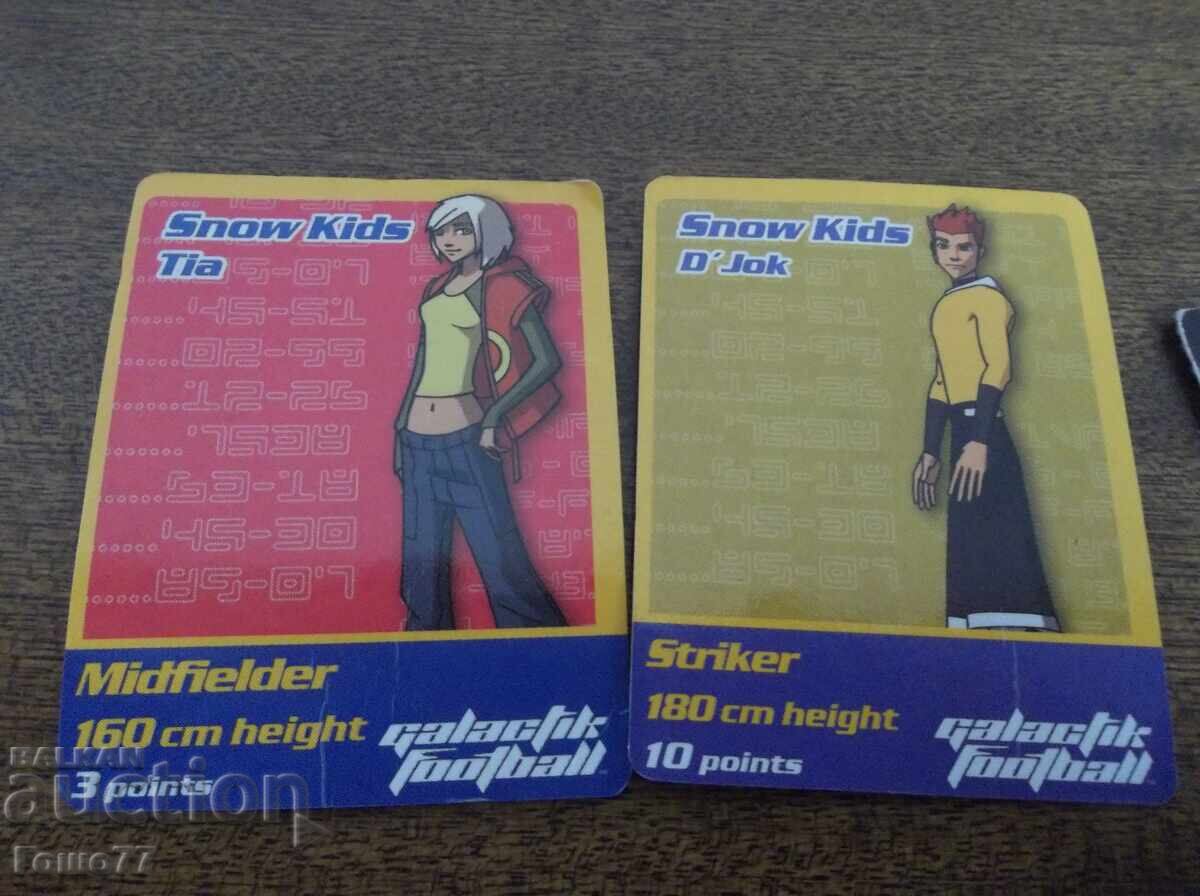 Snow Kids
Tia
Midfielder
160 cm height
3 points
galactik
football
Snow Kids
D'Jok
Striker
180 cm height
10 points
galactik
football
BALKAN
auction
Гошо77